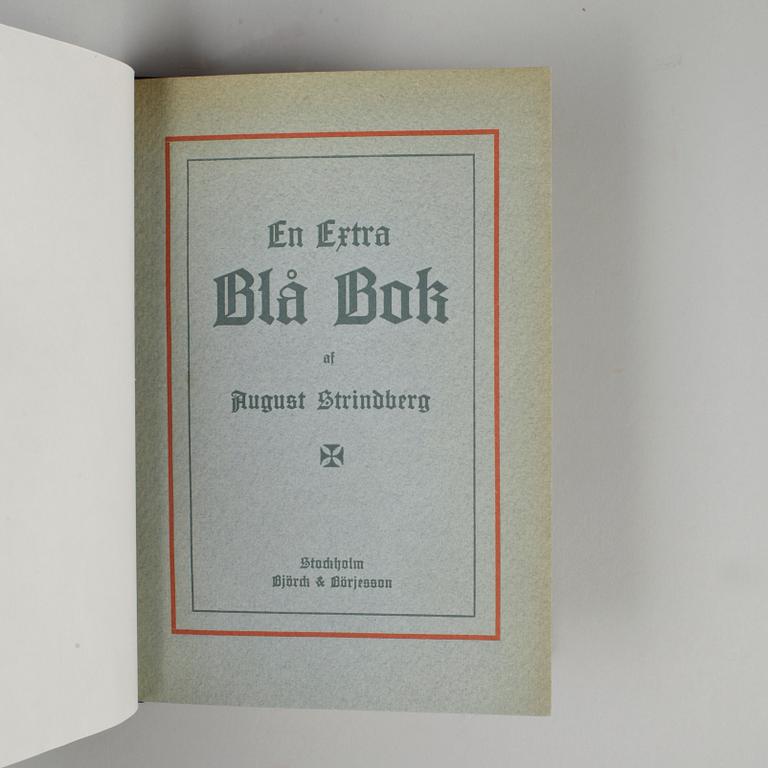 En Extra
Blå Bok
af
August Strindberg
Stockholm
Björck & Börjesson